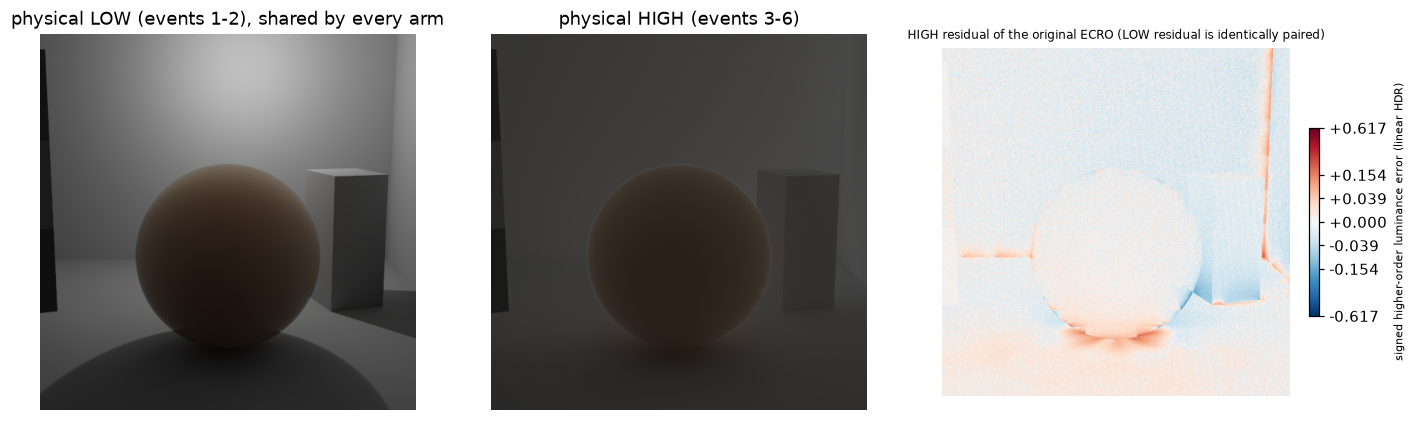 physical LOW (events 1-2), shared by every arm
physical HIGH (events 3-6)
HIGH residual of the original ECRO (LOW residual is identically paired)
+0.617
+0.154
+0.039
+0.000
-0.039
-0.154
-0.617
signed higher-order luminance error (linear HDR)